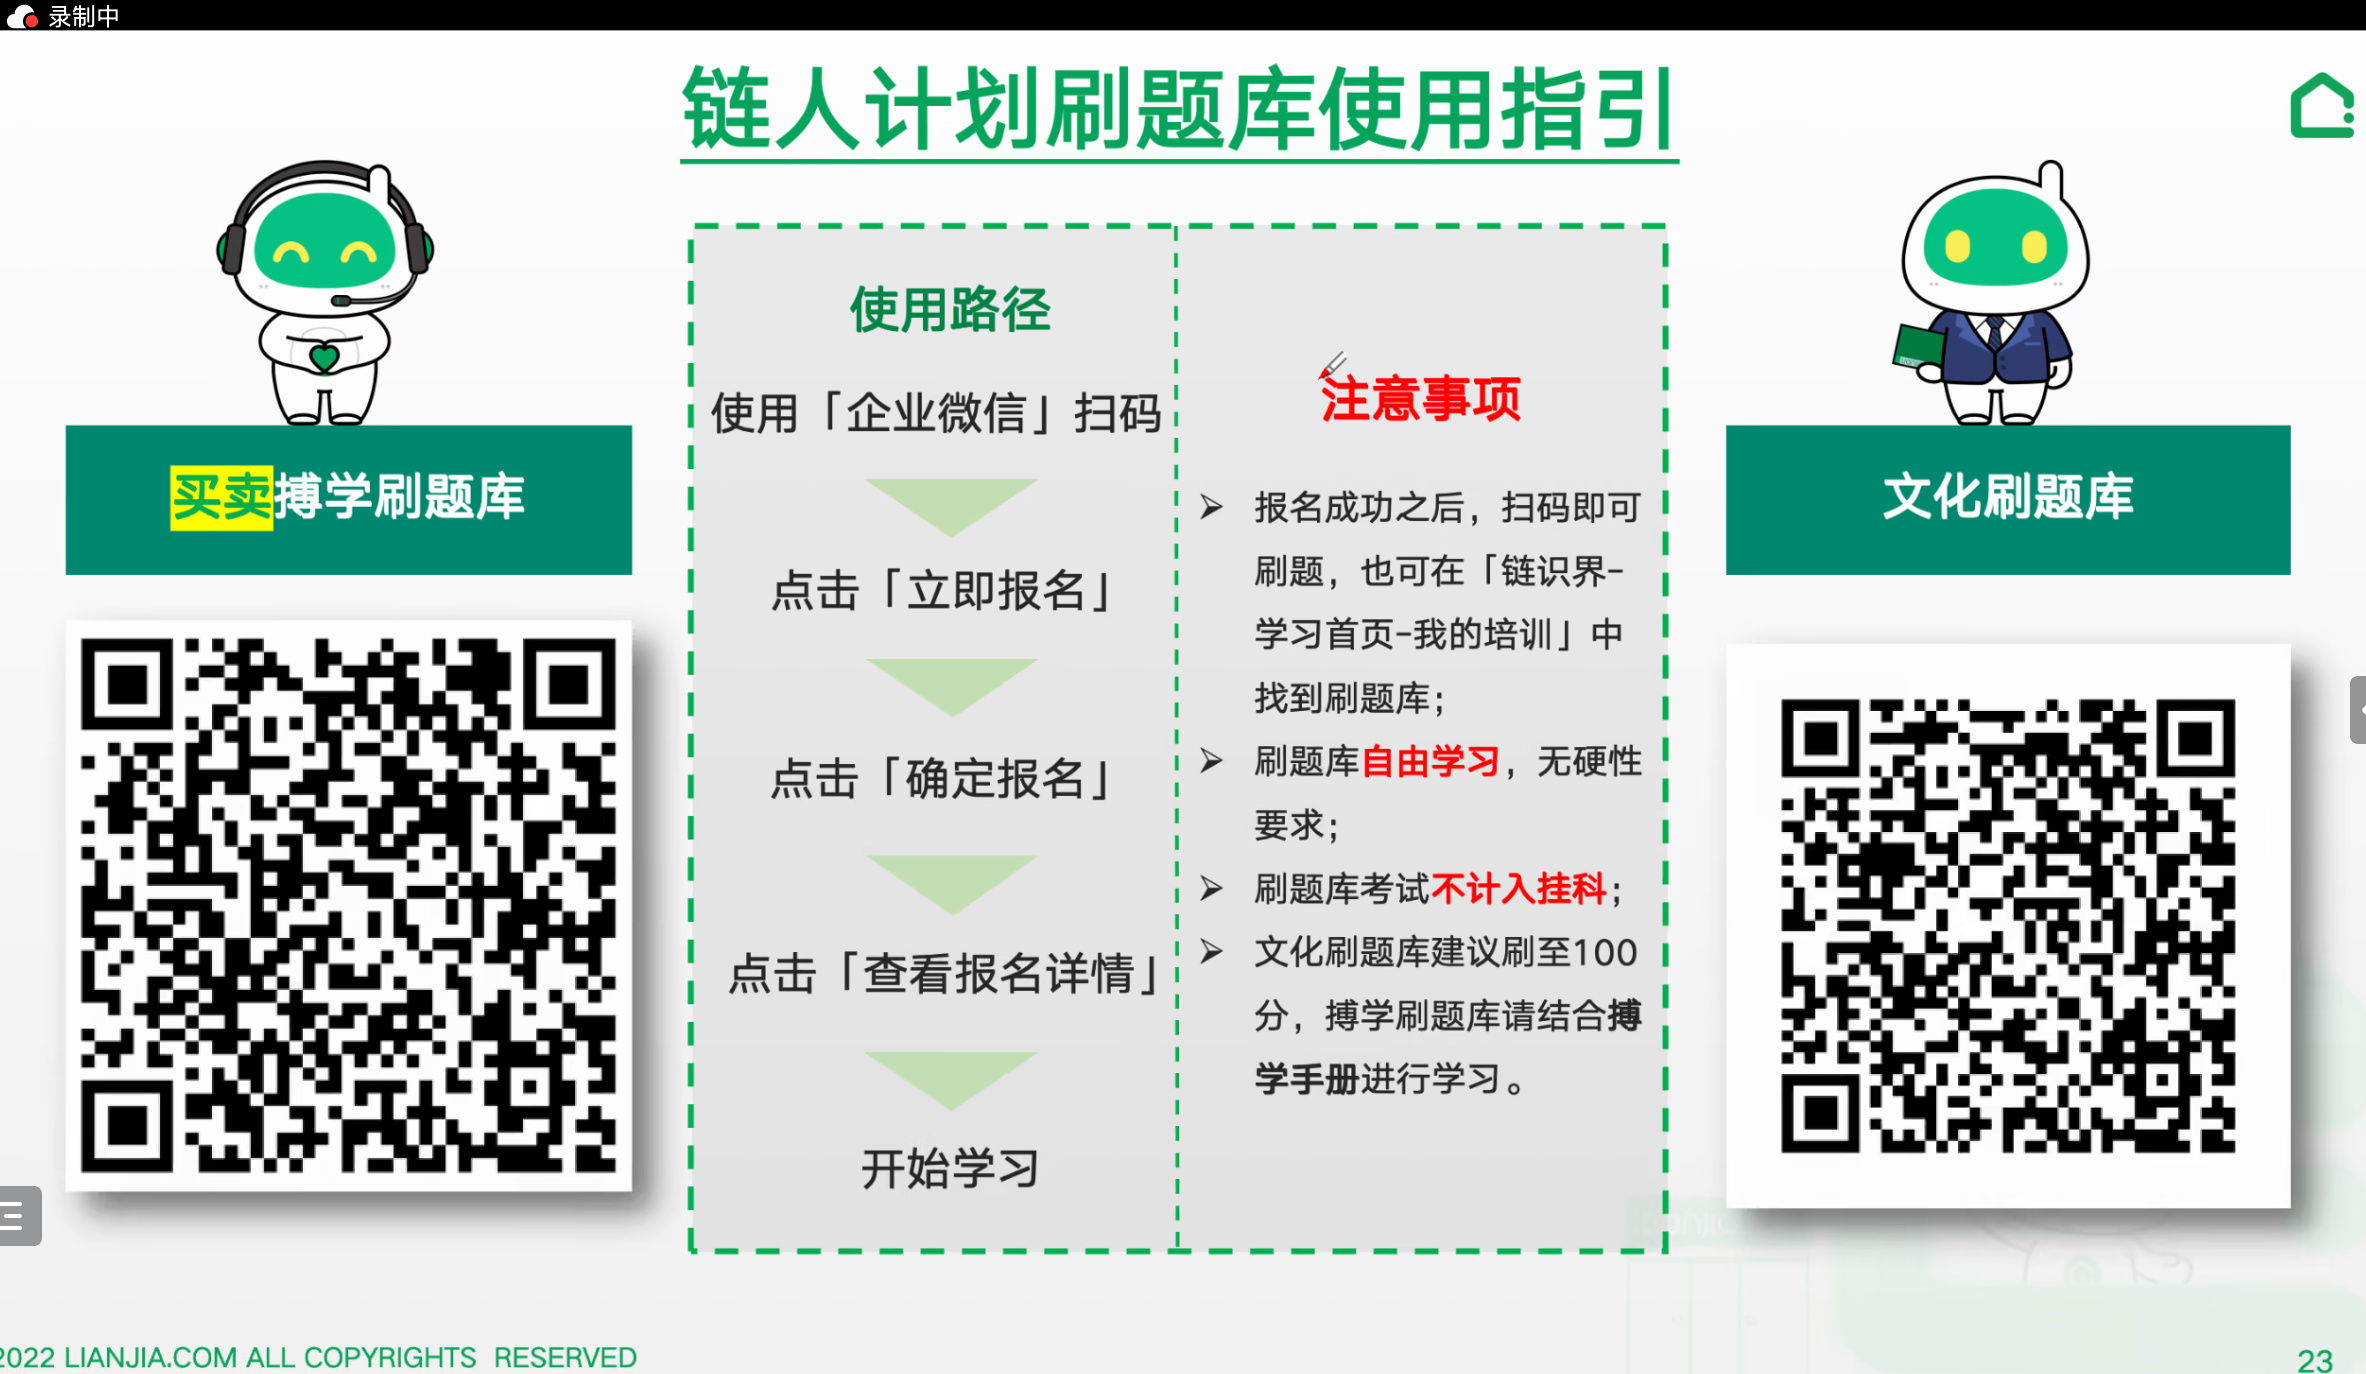 录制中
链人计划刷题库使用指引
买卖搏学刷题库
使用路径
使用「企业微信」扫码
点击「立即报名」
点击「确定报名」
点击「查看报名详情」
开始学习
注意事项
➢ 报名成功之后，扫码即可
刷题，也可在「链识界-
学习首页-我的培训」中
找到刷题库；
➢ 刷题库自由学习，无硬性
要求；
➢ 刷题库考试不计入挂科；
➢ 文化刷题库建议刷至100
分，搏学刷题库请结合搏
学手册进行学习。
文化刷题库
2022 LIANJIA.COM ALL COPYRIGHTS RESERVED
23